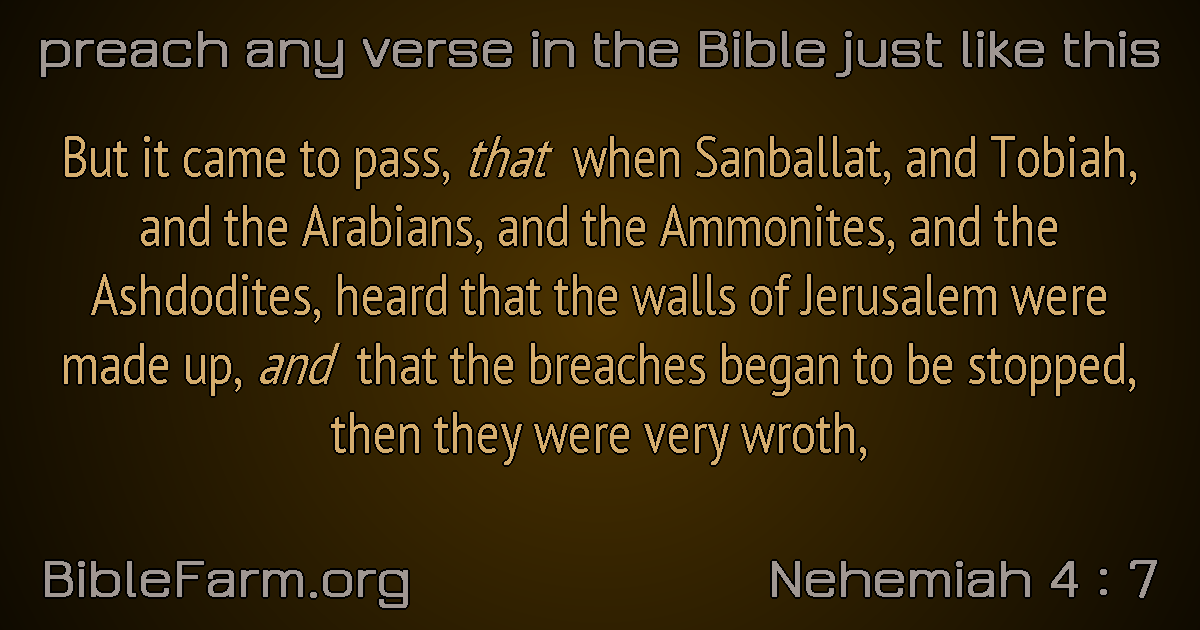 preach any verse in the Bible just like this
But it came to pass, that when Sanballat, and Tobiah,
and the Arabians, and the Ammonites, and the
Ashdodites, heard that the walls of Jerusalem were
made up, and that the breaches began to be stopped,
then they were very wroth,
BibleFarm.org
Nehemiah 4 : 7